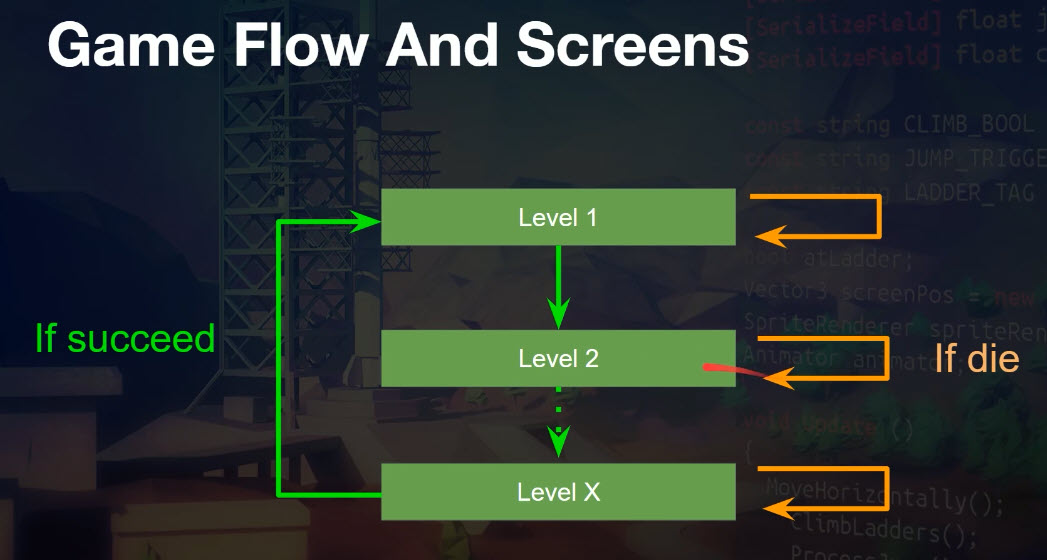 Game Flow And Screens
[SerializeField] float
[SerializeField] float
const string CLIMB_BOOL
const string JUMP_TRIGGE
string LADDER_TAG
Level 1
bool atLadder;
Vector3 screenPos = new
SpriteRenderer spriteRen
If succeed
Level 2
Animator animator;
If die
void Update ()
{
Level X
MoveHorizontally();
ClimbLadders();